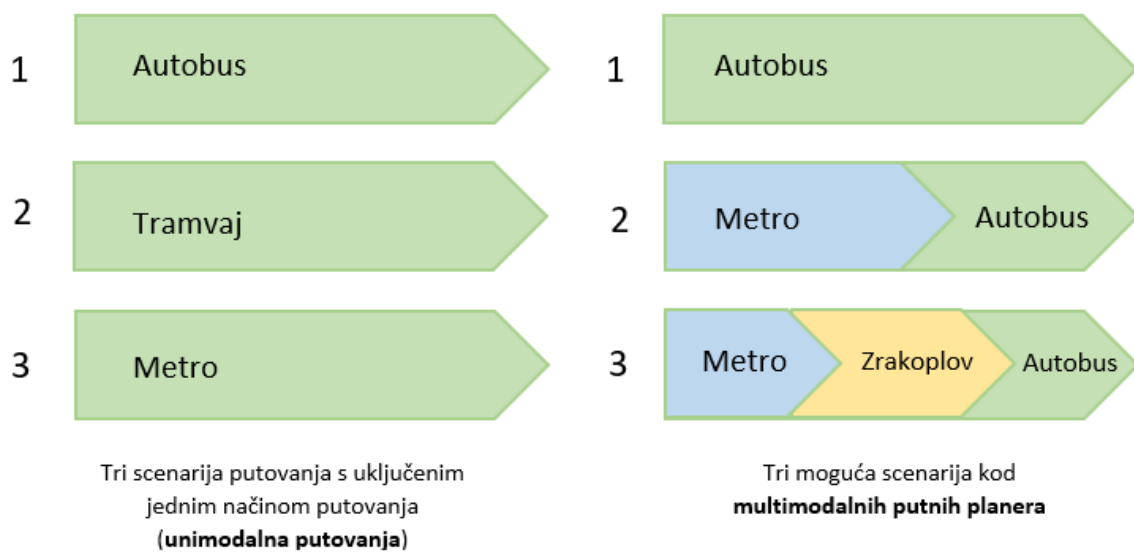 1
Autobus
2
Tramvaj
3
Metro
Tri scenarija putovanja s uključenim
jednim načinom putovanja
(unimodalna putovanja)
1
Autobus
2
Metro
Autobus
3
Metro
Zrakoplov
Autobus
Tri moguća scenarija kod
multimodalnih putnih planera